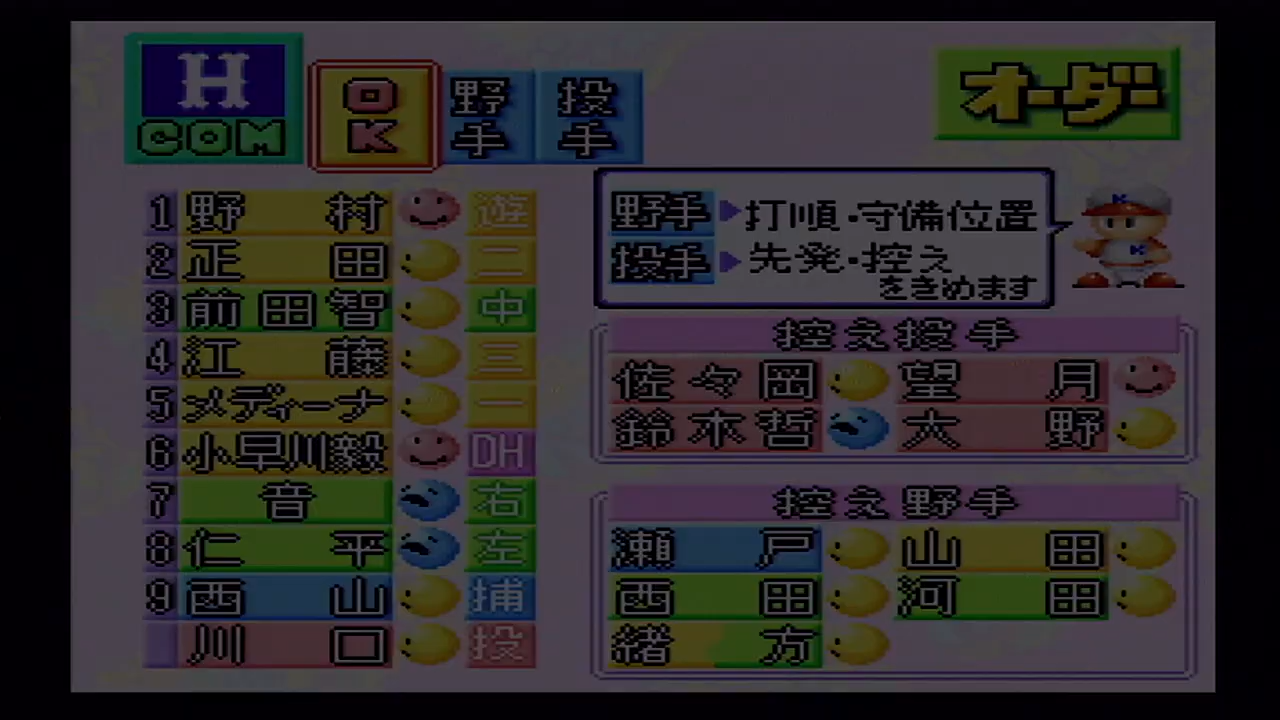 H
COM
OK
野手
投手
オーダー
野手▶打順・守備位置
投手▶先発・控え
をきめます
1 野村 遊
2 正田 二
3 前田智 中
4 江藤 三
5 メディーナ 一
6 小早川毅 DH
7 音 右
8 仁平 左
9 西山 捕
川口 投
控え投手
佐々岡 望月
鈴木哲 大野
控え野手
瀬戸 山田
西田 河田
緒方